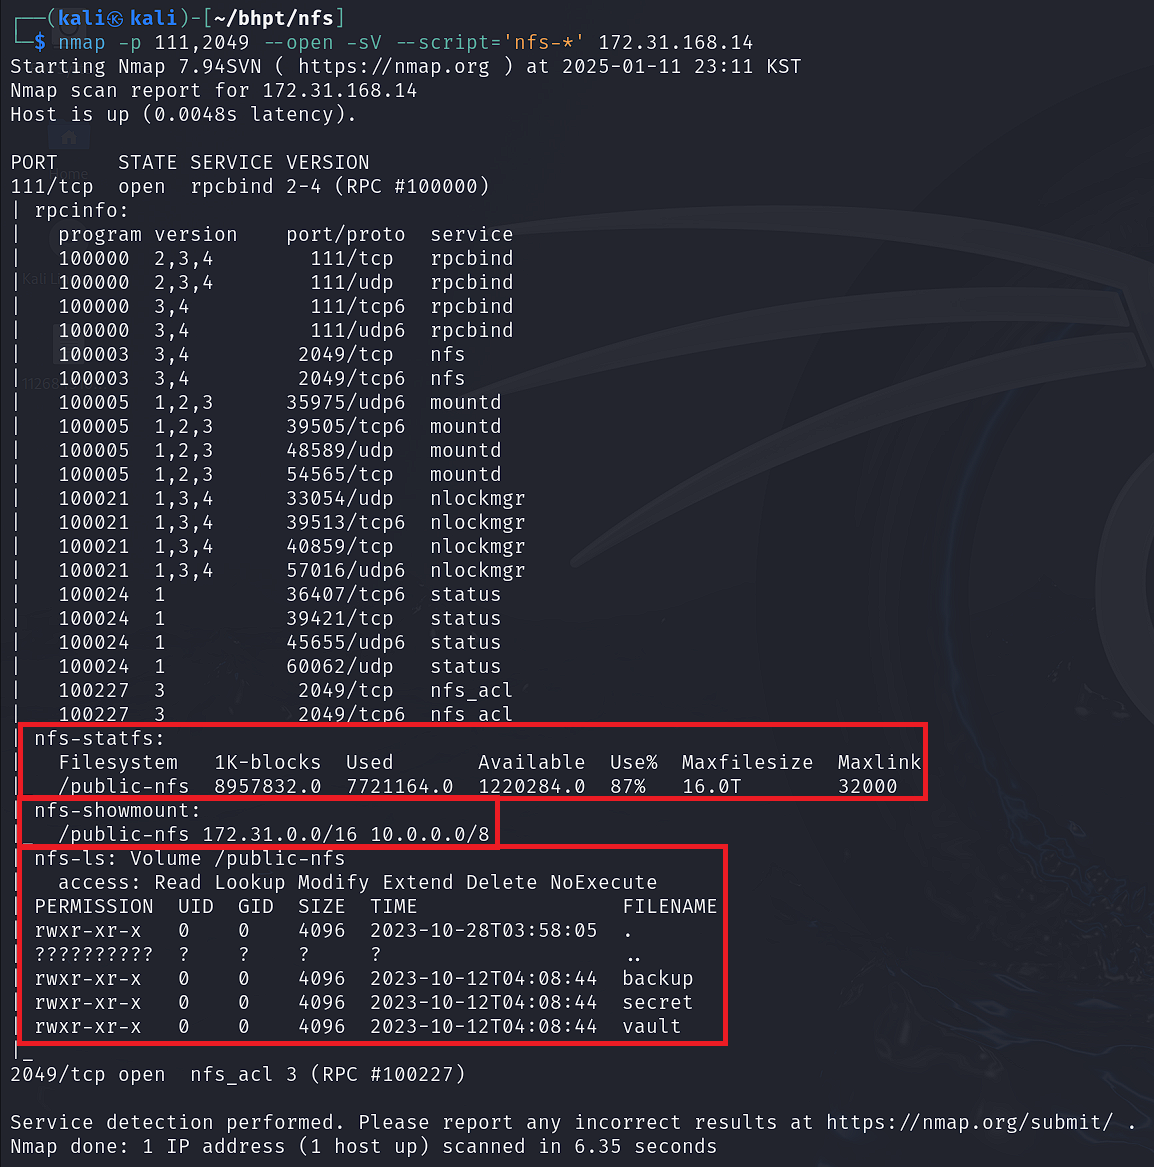 ┌──(kali㉿kali)-[~/bhpt/nfs]
└─$ nmap -p 111,2049 --open -sV --script='nfs-*' 172.31.168.14
Starting Nmap 7.94SVN ( https://nmap.org ) at 2025-01-11 23:11 KST
Nmap scan report for 172.31.168.14
Host is up (0.0048s latency).
PORT     STATE SERVICE VERSION
111/tcp  open  rpcbind 2-4 (RPC #100000)
| rpcinfo:
|   program version    port/proto  service
|   100000  2,3,4        111/tcp   rpcbind
|   100000  2,3,4        111/udp   rpcbind
|   100000  3,4          111/tcp6  rpcbind
|   100000  3,4          111/udp6  rpcbind
|   100003  3,4         2049/tcp   nfs
|   100003  3,4         2049/tcp6  nfs
|   100005  1,2,3      35975/udp6  mountd
|   100005  1,2,3      39505/tcp6  mountd
|   100005  1,2,3      48589/udp   mountd
|   100005  1,2,3      54565/tcp   mountd
|   100021  1,3,4      33054/udp   nlockmgr
|   100021  1,3,4      39513/tcp6  nlockmgr
|   100021  1,3,4      40859/tcp   nlockmgr
|   100021  1,3,4      57016/udp6  nlockmgr
|   100024  1          36407/tcp6  status
|   100024  1          39421/tcp   status
|   100024  1          45655/udp6  status
|   100024  1          60062/udp   status
|   100227  3           2049/tcp   nfs_acl
|   100227  3           2049/tcp6  nfs_acl
| nfs-statfs:
|   Filesystem   1K-blocks  Used       Available  Use%  Maxfilesize  Maxlink
|_  /public-nfs  8957832.0  7721164.0  1220284.0  87%   16.0T        32000
| nfs-showmount:
|_  /public-nfs 172.31.0.0/16 10.0.0.0/8
| nfs-ls: Volume /public-nfs
|   access: Read Lookup Modify Extend Delete NoExecute
| PERMISSION  UID  GID  SIZE  TIME                 FILENAME
| rwxr-xr-x   0    0    4096  2023-10-28T03:58:05  .
| ??????????  ?    ?    ?     ?                    ..
| rwxr-xr-x   0    0    4096  2023-10-12T04:08:44  backup
| rwxr-xr-x   0    0    4096  2023-10-12T04:08:44  secret
| rwxr-xr-x   0    0    4096  2023-10-12T04:08:44  vault
|_
2049/tcp open  nfs_acl 3 (RPC #100227)
Service detection performed. Please report any incorrect results at https://nmap.org/submit/ .
Nmap done: 1 IP address (1 host up) scanned in 6.35 seconds
Home